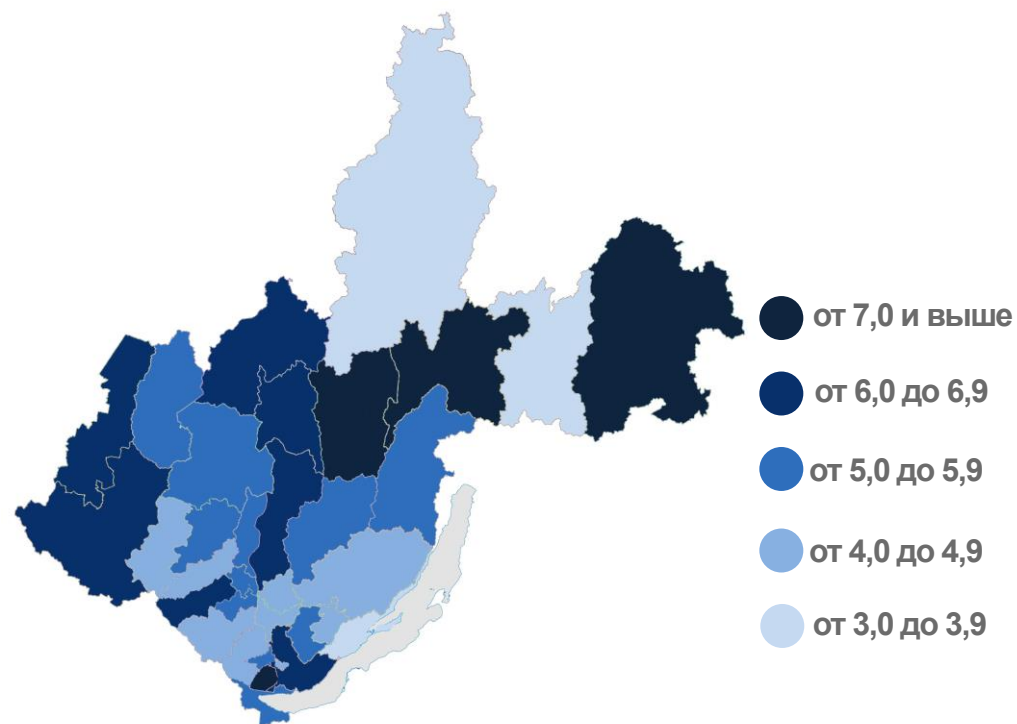 от 7,0 и выше
от 6,0 до 6,9
от 5,0 до 5,9
от 4,0 до 4,9
от 3,0 до 3,9